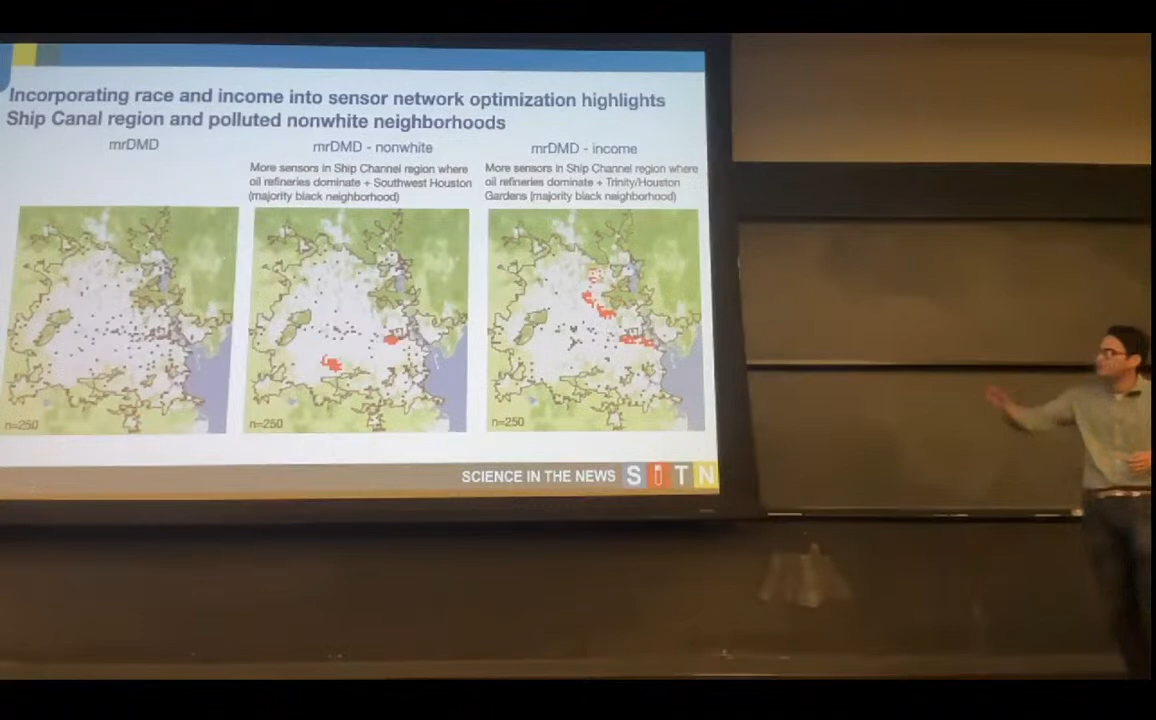 Incorporating race and income into sensor network optimization highlights
Ship Canal region and polluted nonwhite neighborhoods
mrDMD
mrDMD - nonwhite
More sensors in Ship Channel region where
oil refineries dominate + Southwest Houston
(majority black neighborhood)
mrDMD - income
More sensors in Ship Channel region where
oil refineries dominate + Trinity/Houston
Gardens (majority black neighborhood)
n=250
n=250
n=250
SCIENCE IN THE NEWS S I T N